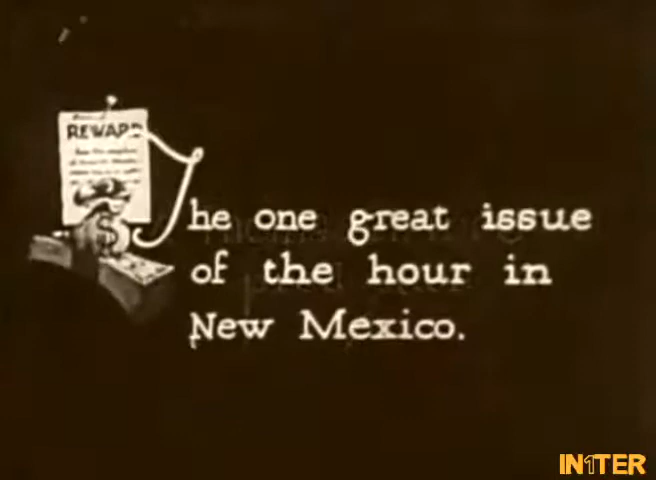 REWARD
$
The one great issue
of the hour in
New Mexico.
IN1TER